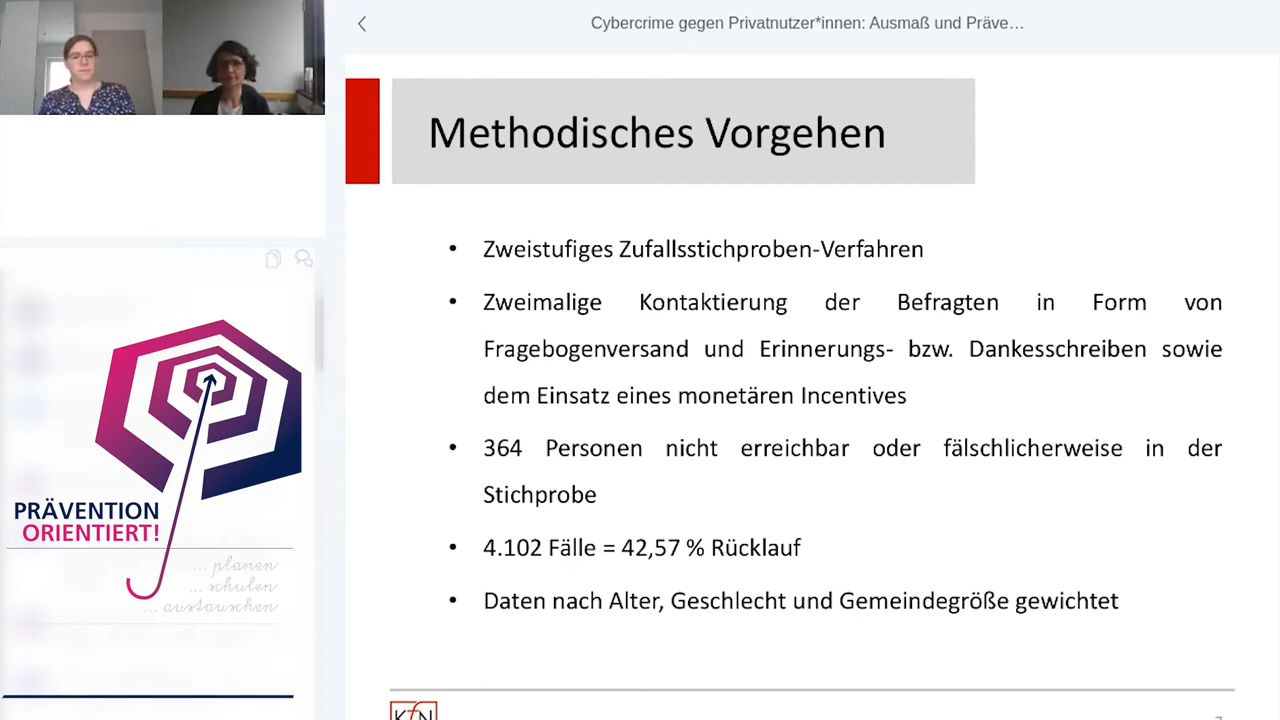 Cybercrime gegen Privatnutzer*innen: Ausmaß und Präve…
Methodisches Vorgehen
• Zweistufiges Zufallsstichproben-Verfahren
• Zweimalige Kontaktierung der Befragten in Form von
Fragebogenversand und Erinnerungs- bzw. Dankesschreiben sowie
dem Einsatz eines monetären Incentives
• 364 Personen nicht erreichbar oder fälschlicherweise in der
Stichprobe
• 4.102 Fälle = 42,57 % Rücklauf
• Daten nach Alter, Geschlecht und Gemeindegröße gewichtet
PRÄVENTION
ORIENTIERT!
... planen
... schulen
... austauschen